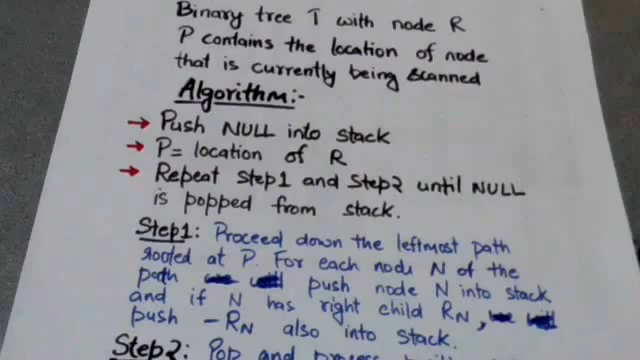 Binary tree T with node R
P contains the location of node
that is currently being scanned
Algorithm:-
→ Push NULL into stack
→ P= location of R
→ Repeat Step1 and Step2 until NULL
is popped from stack.
Step1: Proceed down the leftmost path
rooted at P. For each node N of the
path push node N into stack
and if N has right child RN,
push -RN also into stack.
Step2: Pop and process